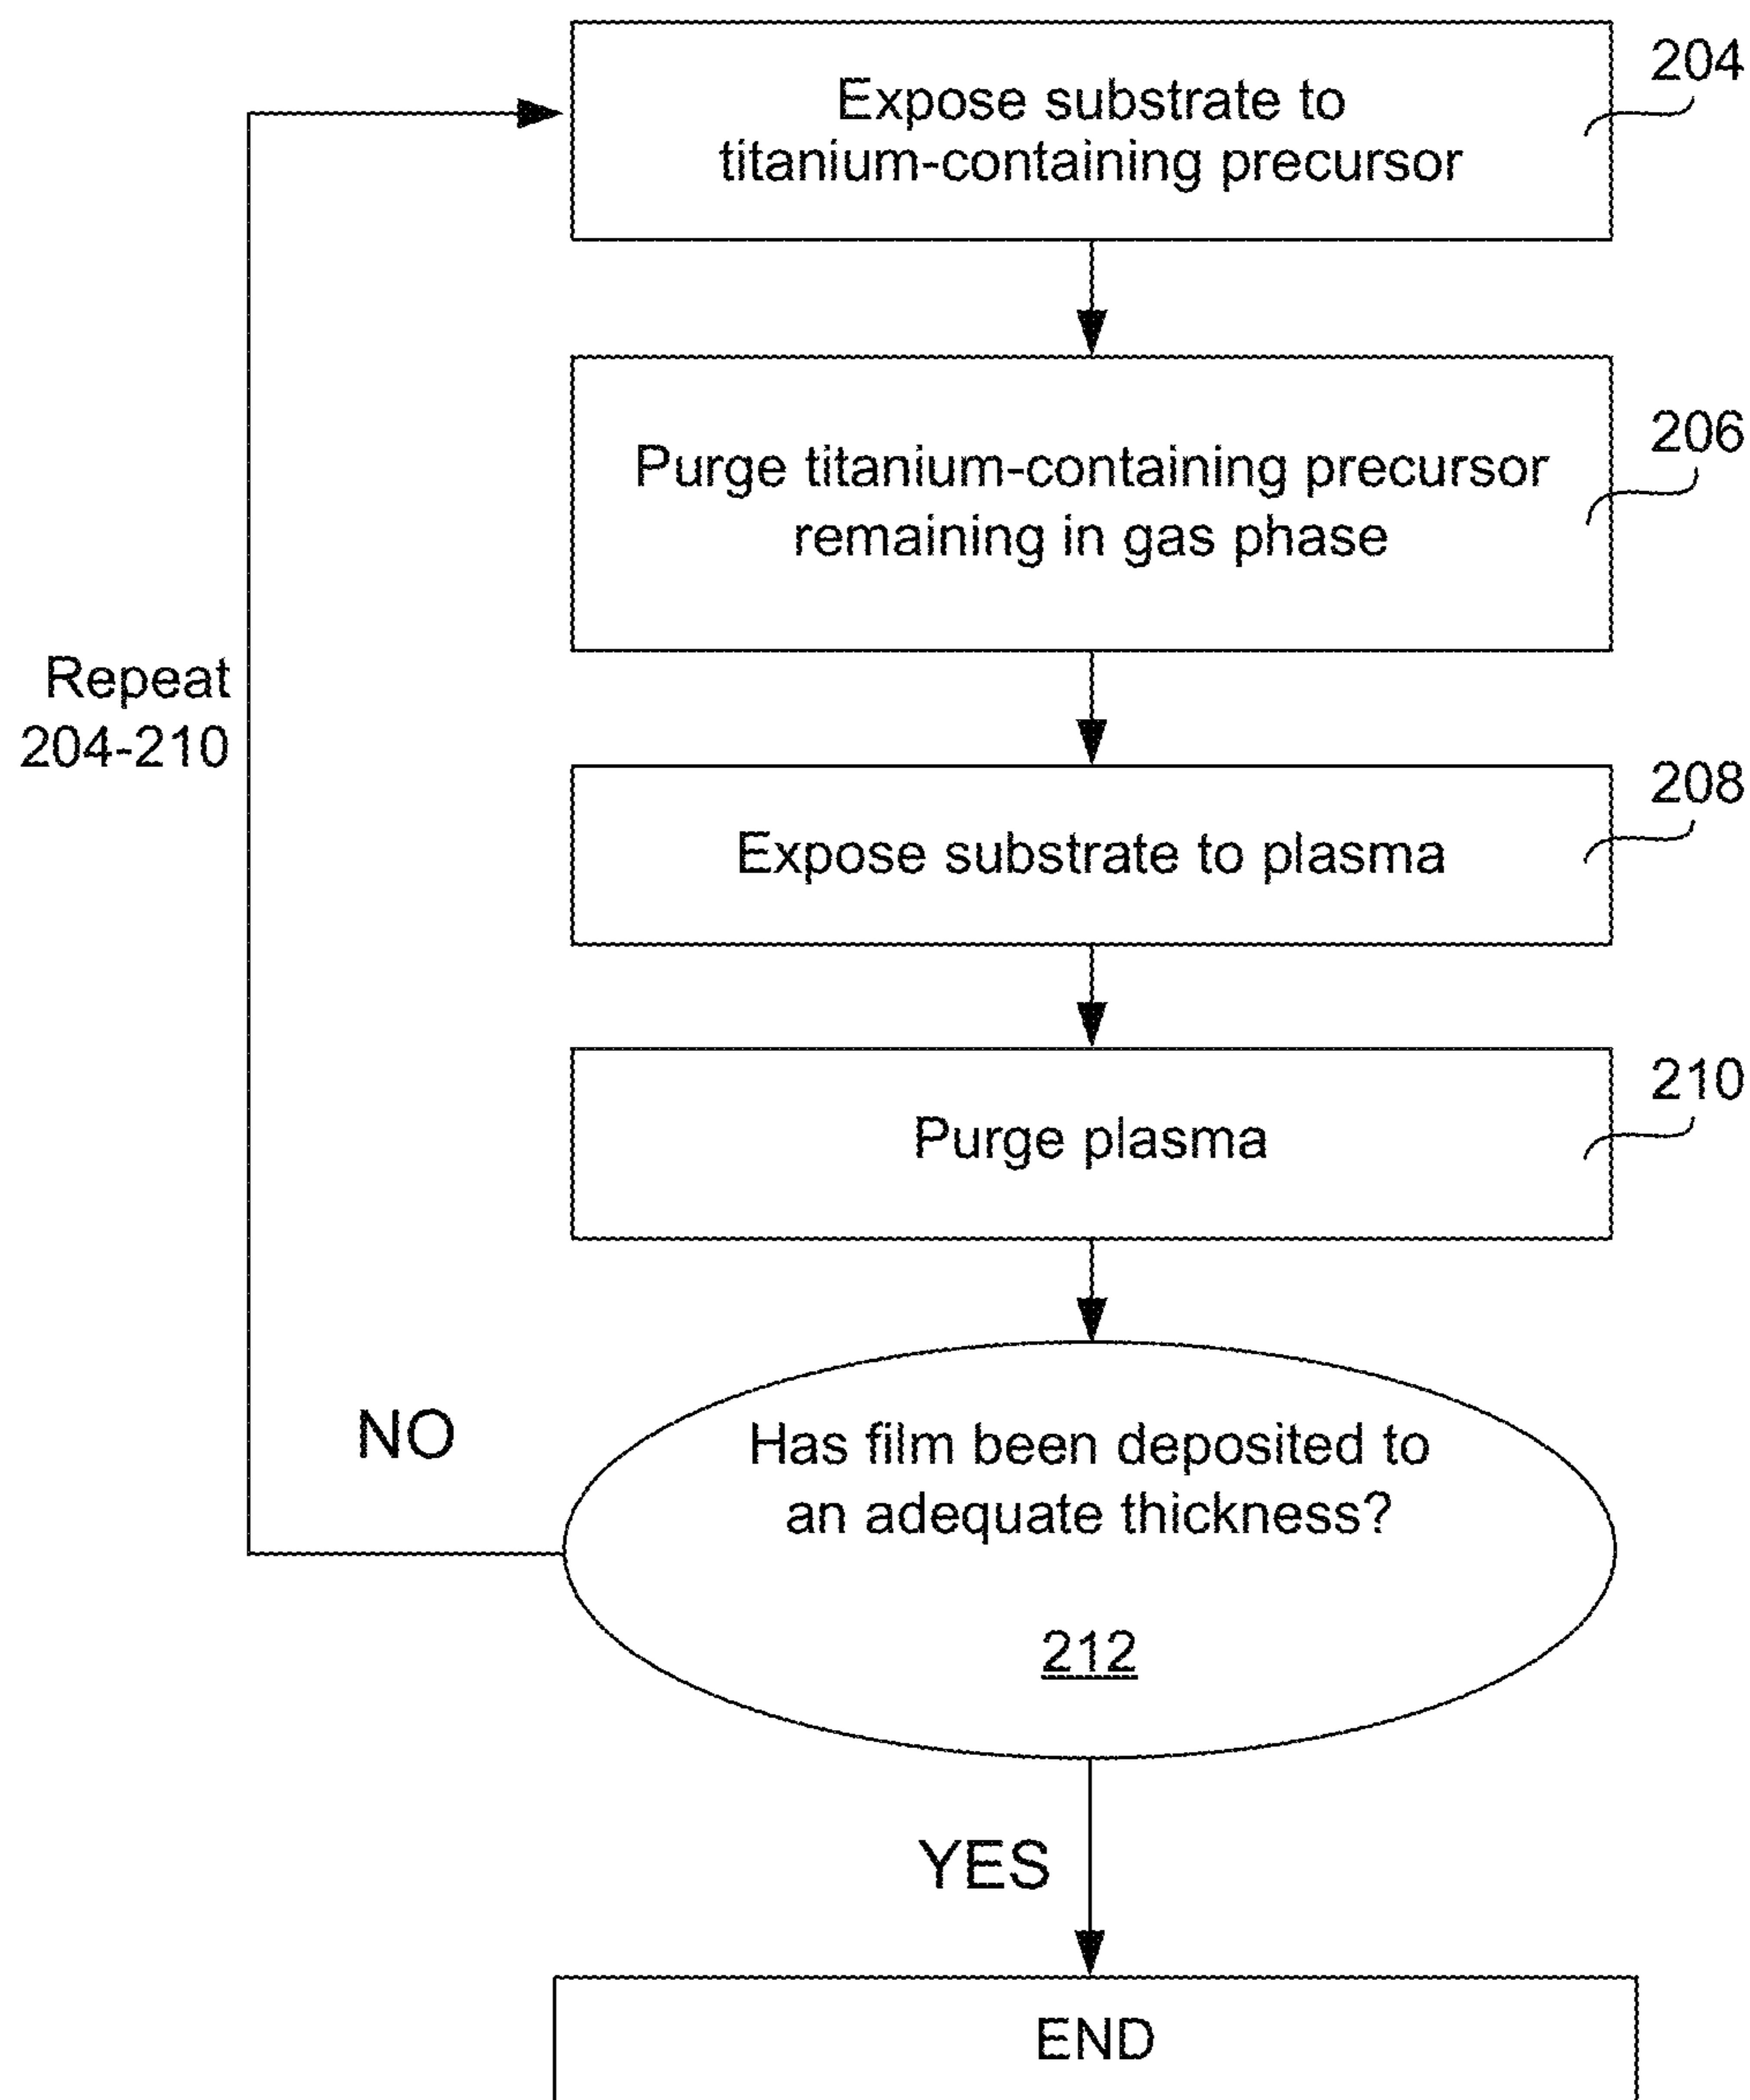 204
Expose substrate to
titanium-containing precursor
206
Purge titanium-containing precursor
remaining in gas phase
Repeat
204-210
208
Expose substrate to plasma
210
Purge plasma
NO
Has film been deposited to
an adequate thickness?
212
YES
END